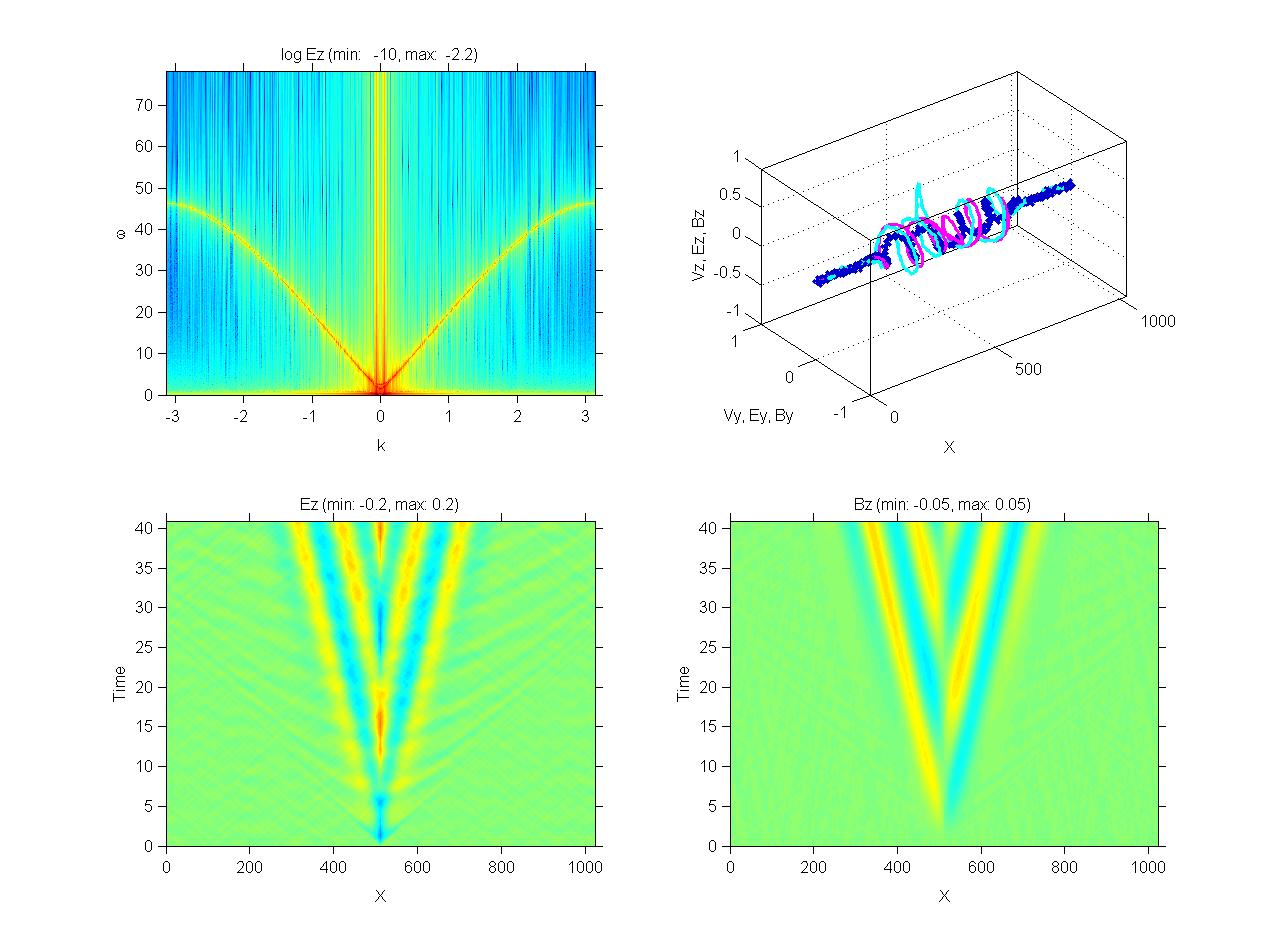 log Ez (min: -10, max: -2.2)
70
60
50
40
30
20
10
0
ω
-3 -2 -1 0 1 2 3
k
1
0.5
0
-0.5
-1
Vz, Ez, Bz
1
0
-1
Vy, Ey, By
0
500
1000
X
Ez (min: -0.2, max: 0.2)
40
35
30
25
20
15
10
5
0
Time
0 200 400 600 800 1000
X
Bz (min: -0.05, max: 0.05)
40
35
30
25
20
15
10
5
0
Time
0 200 400 600 800 1000
X